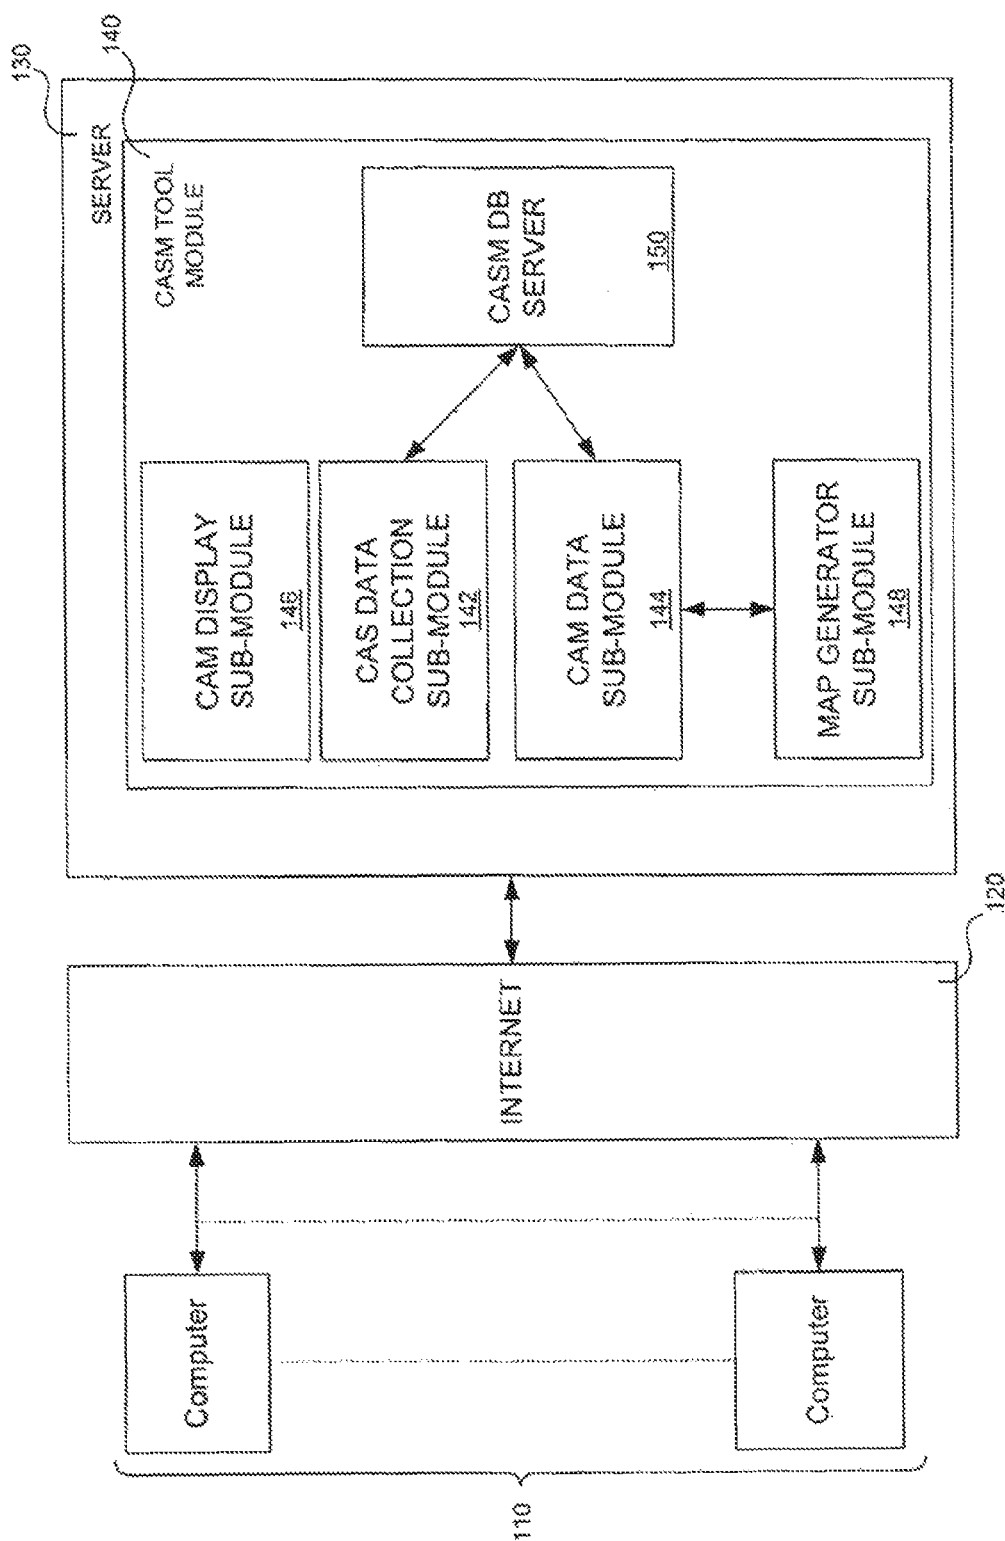 130
SERVER
140
CASM TOOL
MODULE
CAM DISPLAY
SUB-MODULE
146
CAS DATA
COLLECTION
SUB-MODULE
142
CASM DB
SERVER
150
CAM DATA
SUB-MODULE
144
MAP GENERATOR
SUB-MODULE
148
INTERNET
120
Computer
Computer
110